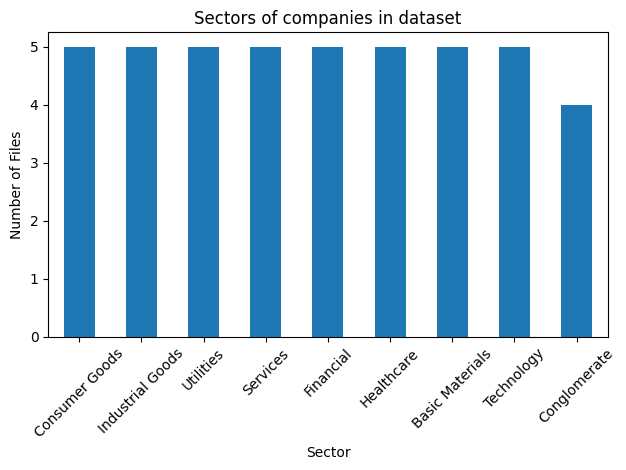 Sectors of companies in dataset
Number of Files
5
4
3
2
1
0
Consumer Goods
Industrial Goods
Utilities
Services
Financial
Healthcare
Basic Materials
Technology
Conglomerate
Sector